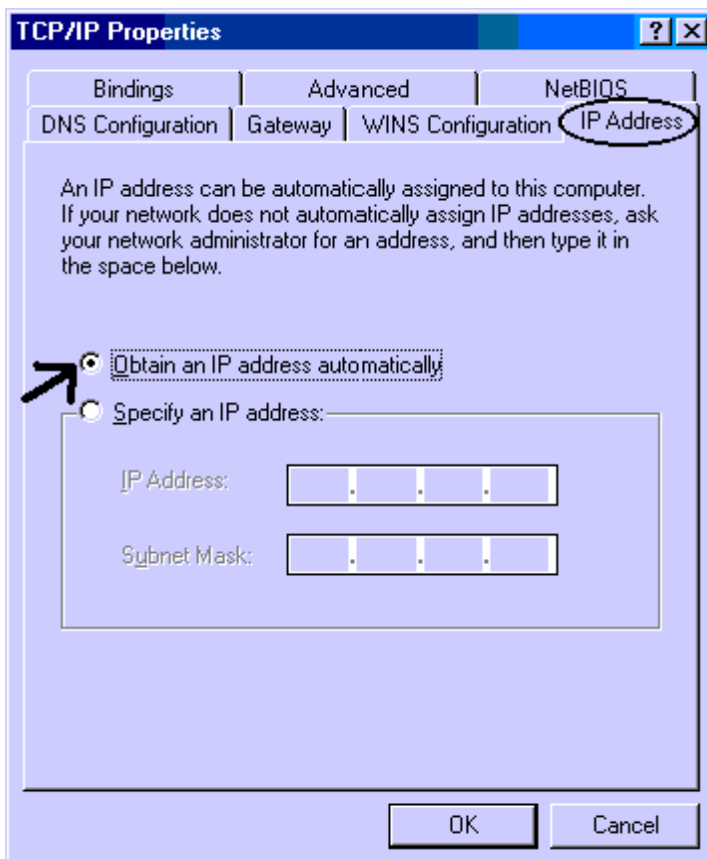 TCP/IP Properties
Bindings
Advanced
NetBIOS
DNS Configuration
Gateway
WINS Configuration
IP Address
An IP address can be automatically assigned to this computer.
If your network does not automatically assign IP addresses, ask
your network administrator for an address, and then type it in
the space below.
Obtain an IP address automatically
Specify an IP address:
IP Address:
Subnet Mask:
OK
Cancel